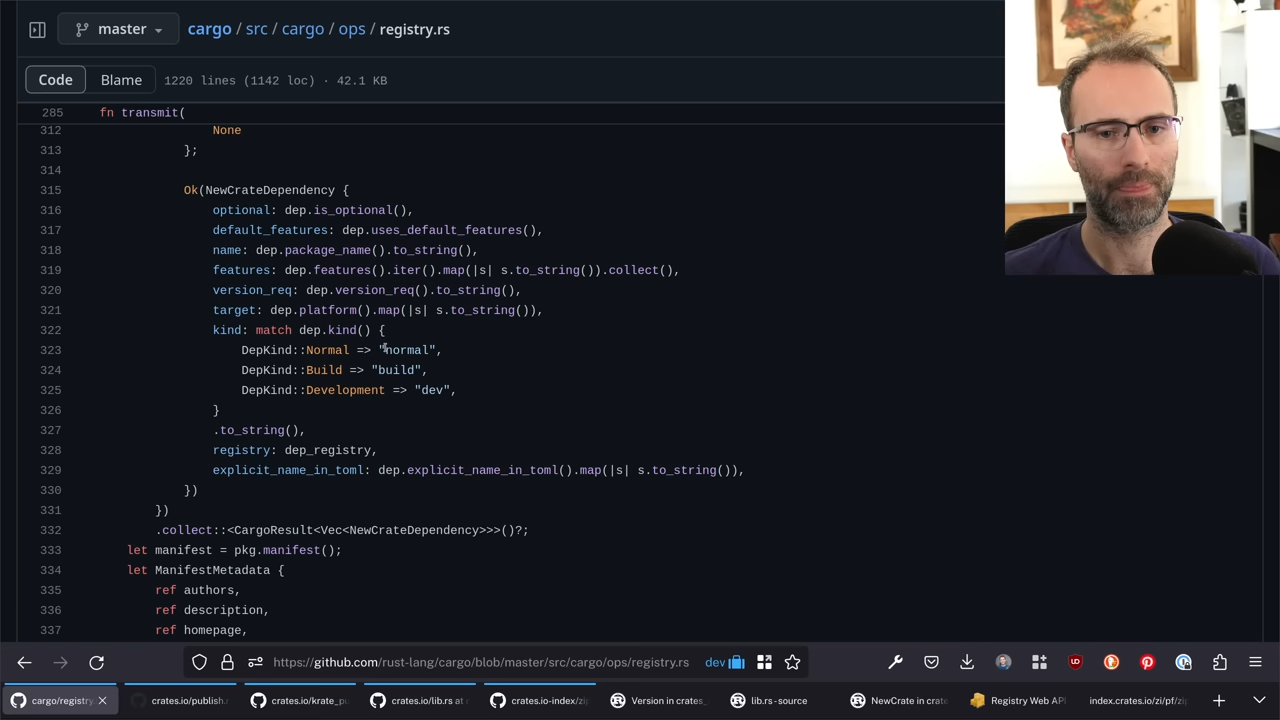 master
cargo / src / cargo / ops / registry.rs
Code
Blame
1220 lines (1142 loc) · 42.1 KB
285 fn transmit(
312 None
313 };
314
315 Ok(NewCrateDependency {
316 optional: dep.is_optional(),
317 default_features: dep.uses_default_features(),
318 name: dep.package_name().to_string(),
319 features: dep.features().iter().map(|s| s.to_string()).collect(),
320 version_req: dep.version_req().to_string(),
321 target: dep.platform().map(|s| s.to_string()),
322 kind: match dep.kind() {
323 DepKind::Normal => "normal",
324 DepKind::Build => "build",
325 DepKind::Development => "dev",
326 }
327 .to_string(),
328 registry: dep_registry,
329 explicit_name_in_toml: dep.explicit_name_in_toml().map(|s| s.to_string()),
330 })
331 })
332 .collect::<CargoResult<Vec<NewCrateDependency>>>()?;
333 let manifest = pkg.manifest();
334 let ManifestMetadata {
335 ref authors,
336 ref description,
337 ref homepage,
https://github.com/rust-lang/cargo/blob/master/src/cargo/ops/registry.rs
dev
cargo/registry
crates.io/publish.r
crates.io/krate_pu
crates.io/lib.rs at
crates.io-index/zi
Version in crates_
lib.rs - source
NewCrate in crate
Registry Web API
index.crates.io/zi/pf/zi